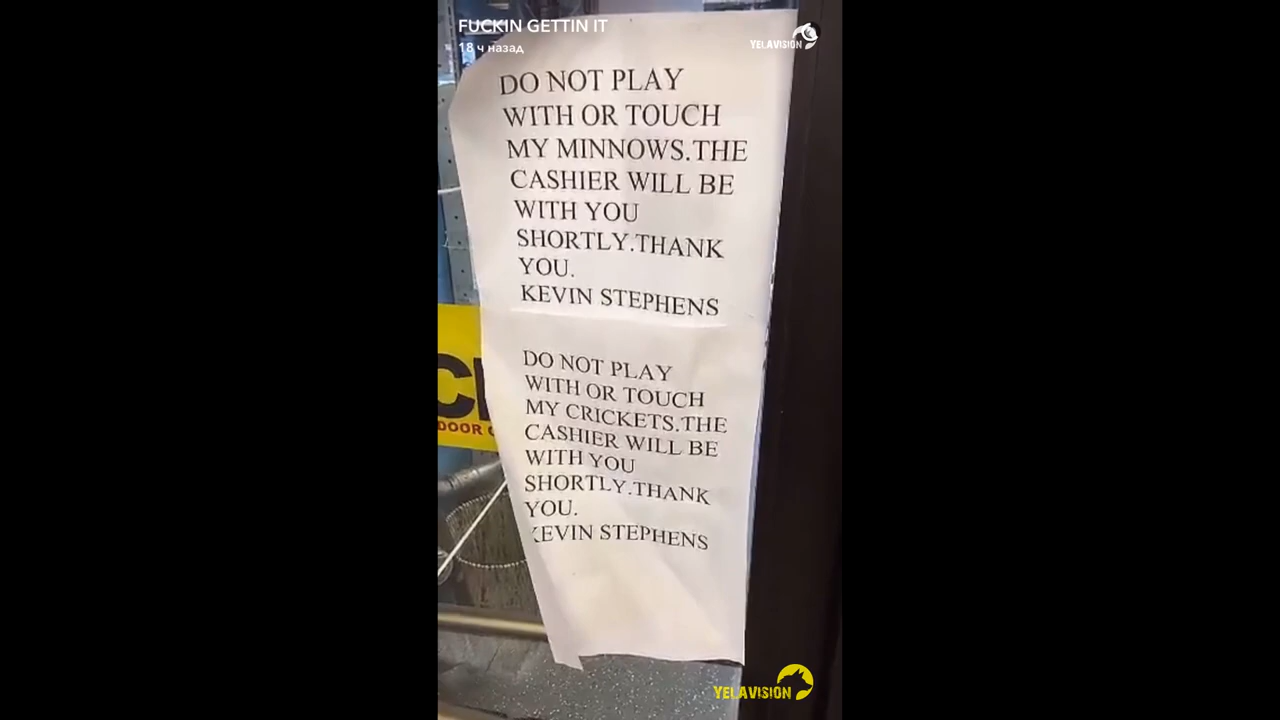 FUCKIN GETTIN IT
18 ч назад
YELAVISION
DO NOT PLAY
WITH OR TOUCH
MY MINNOWS.THE
CASHIER WILL BE
WITH YOU
SHORTLY.THANK
YOU.
KEVIN STEPHENS
DO NOT PLAY
WITH OR TOUCH
MY CRICKETS.THE
CASHIER WILL BE
WITH YOU
SHORTLY.THANK
YOU.
KEVIN STEPHENS
DOOR
YELAVISION